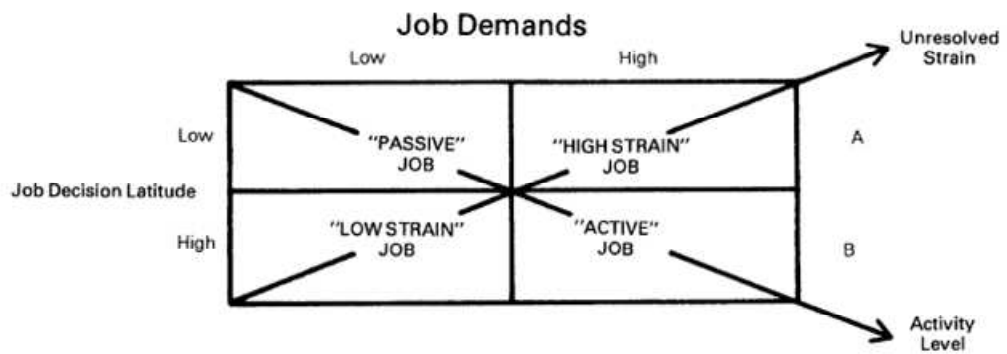 Job Demands
Low High
Unresolved
Strain
Low
"PASSIVE"
JOB
"HIGH STRAIN"
JOB
A
Job Decision Latitude
High
"LOW STRAIN"
JOB
"ACTIVE"
JOB
B
Activity
Level